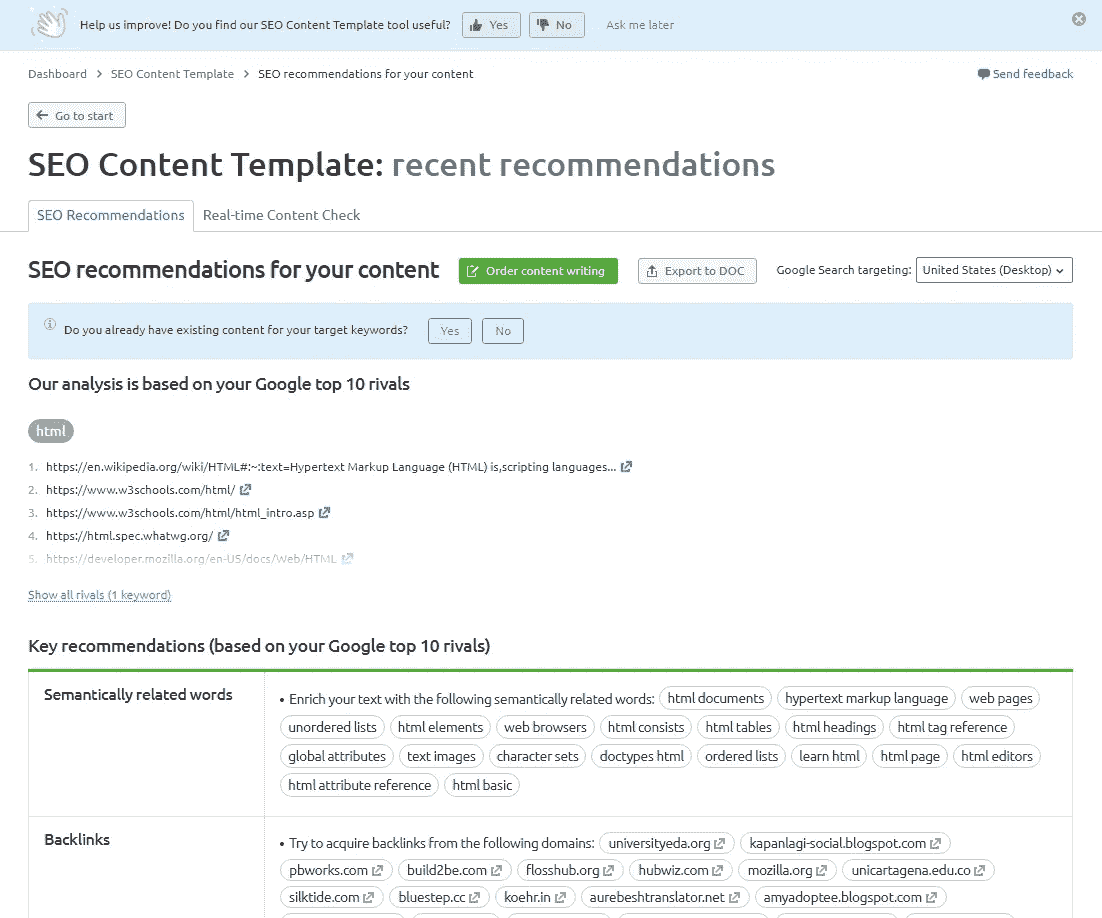 Help us improve! Do you find our SEO Content Template tool useful? Yes No Ask me later
Dashboard > SEO Content Template > SEO recommendations for your content Send feedback
← Go to start
SEO Content Template: recent recommendations
SEO Recommendations Real-time Content Check
SEO recommendations for your content Order content writing Export to DOC Google Search targeting: United States (Desktop)
Do you already have existing content for your target keywords? Yes No
Our analysis is based on your Google top 10 rivals
html
1. https://en.wikipedia.org/wiki/HTML#:~:text=Hypertext Markup Language (HTML) is,scripting languages...
2. https://www.w3schools.com/html/
3. https://www.w3schools.com/html/html_intro.asp
4. https://html.spec.whatwg.org/
5. https://developer.mozilla.org/en-US/docs/Web/HTML
Show all rivals (1 keyword)
Key recommendations (based on your Google top 10 rivals)
Semantically related words
• Enrich your text with the following semantically related words: html documents hypertext markup language web pages
unordered lists html elements web browsers html consists html tables html headings html tag reference
global attributes text images character sets doctypes html ordered lists learn html html page html editors
html attribute reference html basic
Backlinks
• Try to acquire backlinks from the following domains: universityeda.org kapanlagi-social.blogspot.com
pbworks.com build2be.com flosshub.org hubwiz.com mozilla.org unicartagena.edu.co
silktide.com bluestep.cc koehr.in aurebeshtranslator.net amyadoptee.blogspot.com